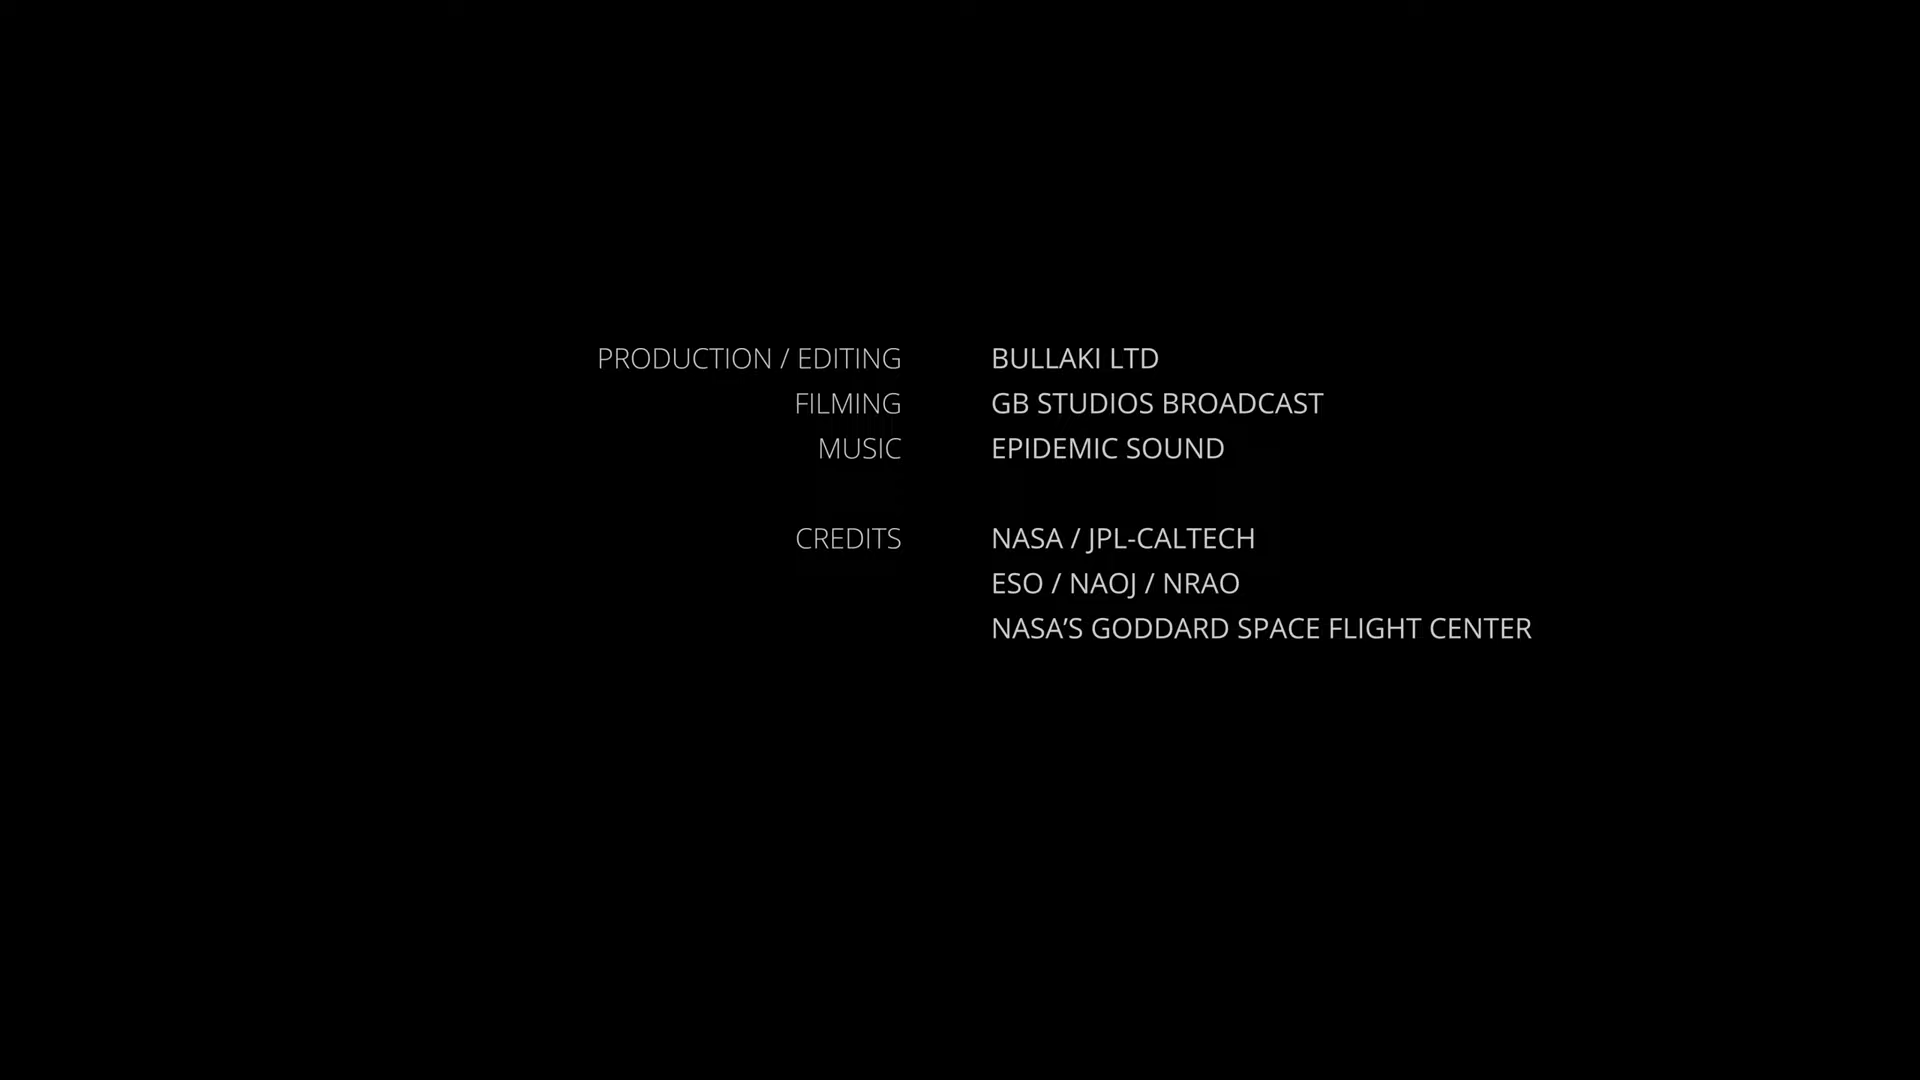 PRODUCTION / EDITING BULLAKI LTD
FILMING GB STUDIOS BROADCAST
MUSIC EPIDEMIC SOUND
CREDITS NASA / JPL-CALTECH
ESO / NAOJ / NRAO
NASA’S GODDARD SPACE FLIGHT CENTER